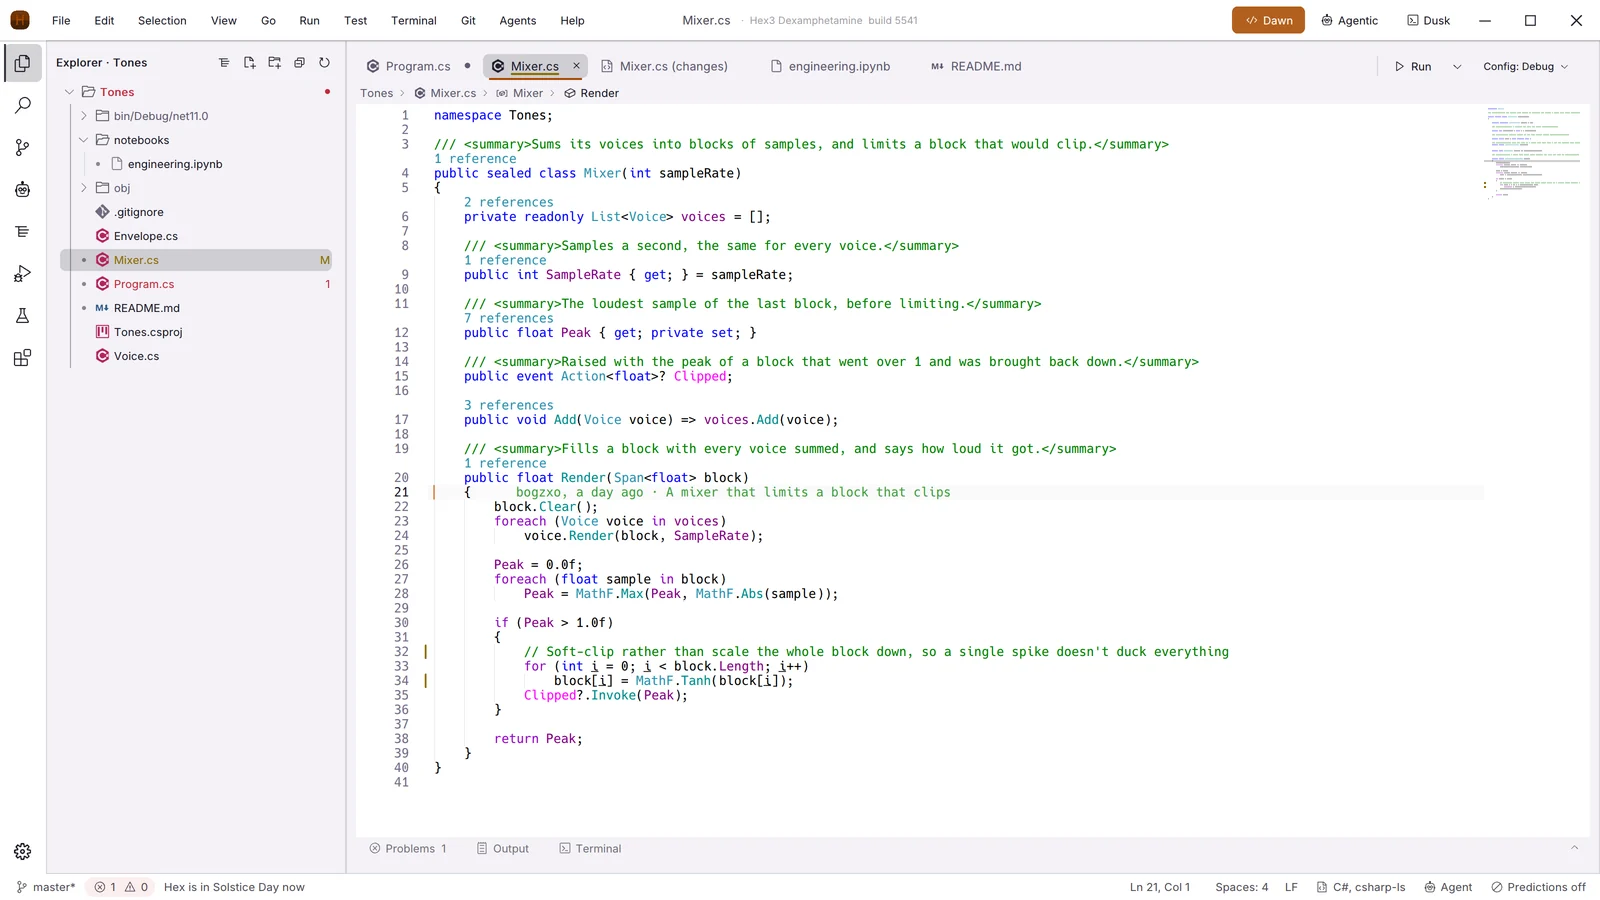 File Edit Selection View Go Run Test Terminal Git Agents Help
Mixer.cs · Hex3 Dexamphetamine build 5541
Dawn Agentic Dusk
Explorer · Tones
Tones
bin/Debug/net11.0
notebooks
engineering.ipynb
obj
.gitignore
Envelope.cs
Mixer.cs M
Program.cs 1
README.md
Tones.csproj
Voice.cs
Program.cs Mixer.cs Mixer.cs (changes) engineering.ipynb README.md
Run Config: Debug
Tones Mixer.cs Mixer Render
1 namespace Tones;
2
3 /// <summary>Sums its voices into blocks of samples, and limits a block that would clip.</summary>
1 reference
4 public sealed class Mixer(int sampleRate)
5 {
2 references
6 private readonly List<Voice> voices = [];
7
8 /// <summary>Samples a second, the same for every voice.</summary>
1 reference
9 public int SampleRate { get; } = sampleRate;
10
11 /// <summary>The loudest sample of the last block, before limiting.</summary>
7 references
12 public float Peak { get; private set; }
13
14 /// <summary>Raised with the peak of a block that went over 1 and was brought back down.</summary>
15 public event Action<float>? Clipped;
16
3 references
17 public void Add(Voice voice) => voices.Add(voice);
18
19 /// <summary>Fills a block with every voice summed, and says how loud it got.</summary>
1 reference
20 public float Render(Span<float> block)
21 { bogzxo, a day ago · A mixer that limits a block that clips
22 block.Clear();
23 foreach (Voice voice in voices)
24 voice.Render(block, SampleRate);
25
26 Peak = 0.0f;
27 foreach (float sample in block)
28 Peak = MathF.Max(Peak, MathF.Abs(sample));
29
30 if (Peak > 1.0f)
31 {
32 // Soft-clip rather than scale the whole block down, so a single spike doesn't duck everything
33 for (int i = 0; i < block.Length; i++)
34 block[i] = MathF.Tanh(block[i]);
35 Clipped?.Invoke(Peak);
36 }
37
38 return Peak;
39 }
40 }
41
Problems 1 Output Terminal
master* 1 0 Hex is in Solstice Day now
Ln 21, Col 1 Spaces: 4 LF C#, csharp-ls Agent Predictions off